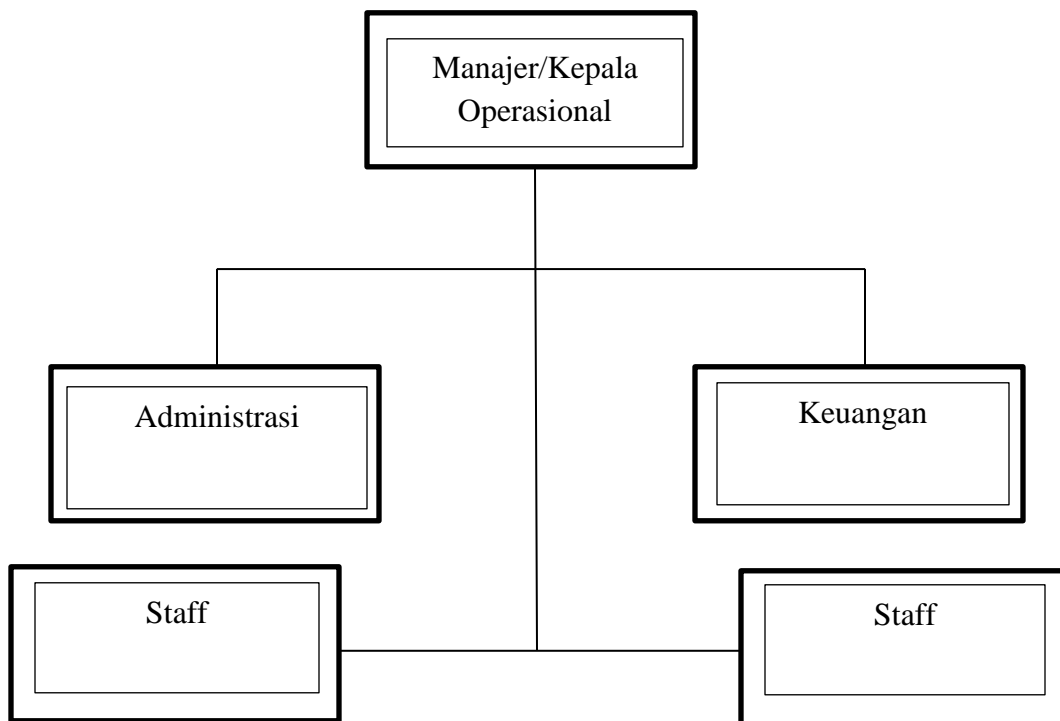 Manajer/Kepala
Operasional
Administrasi
Keuangan
Staff
Staff